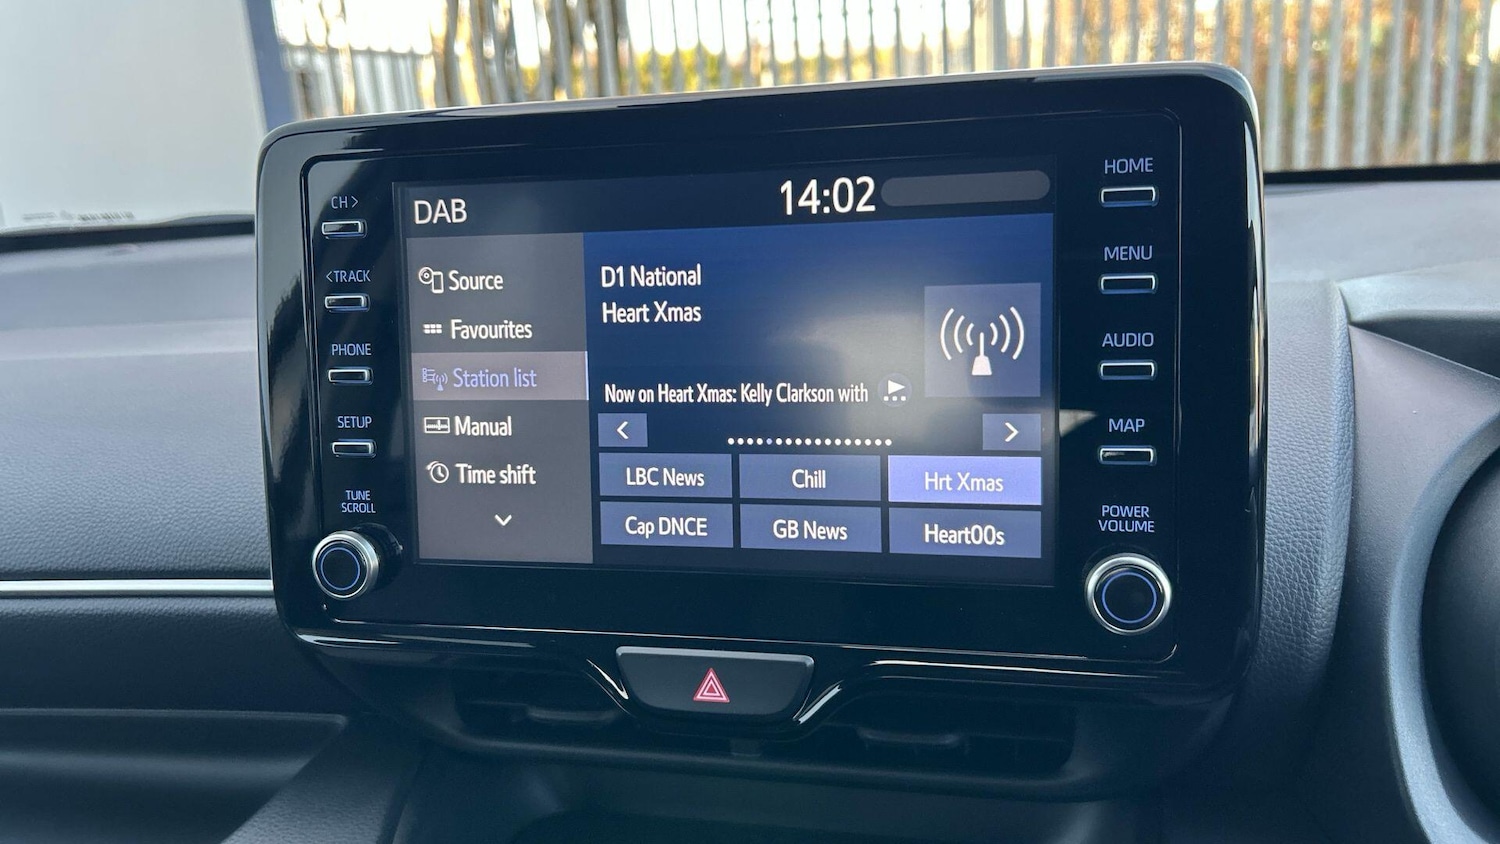 CH >
< TRACK
PHONE
SETUP
TUNE
SCROLL
DAB
14:02
Source
Favourites
Station list
Manual
Time shift
D1 National
Heart Xmas
Now on Heart Xmas: Kelly Clarkson with
LBC News
Chill
Hrt Xmas
Cap DNCE
GB News
Heart00s
HOME
MENU
AUDIO
MAP
POWER
VOLUME